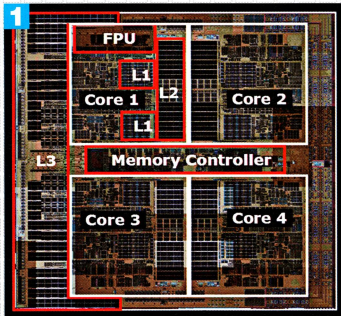 1
FPU
L1
Core 1
L2
Core 2
L1
L3
Memory Controller
Core 3
Core 4